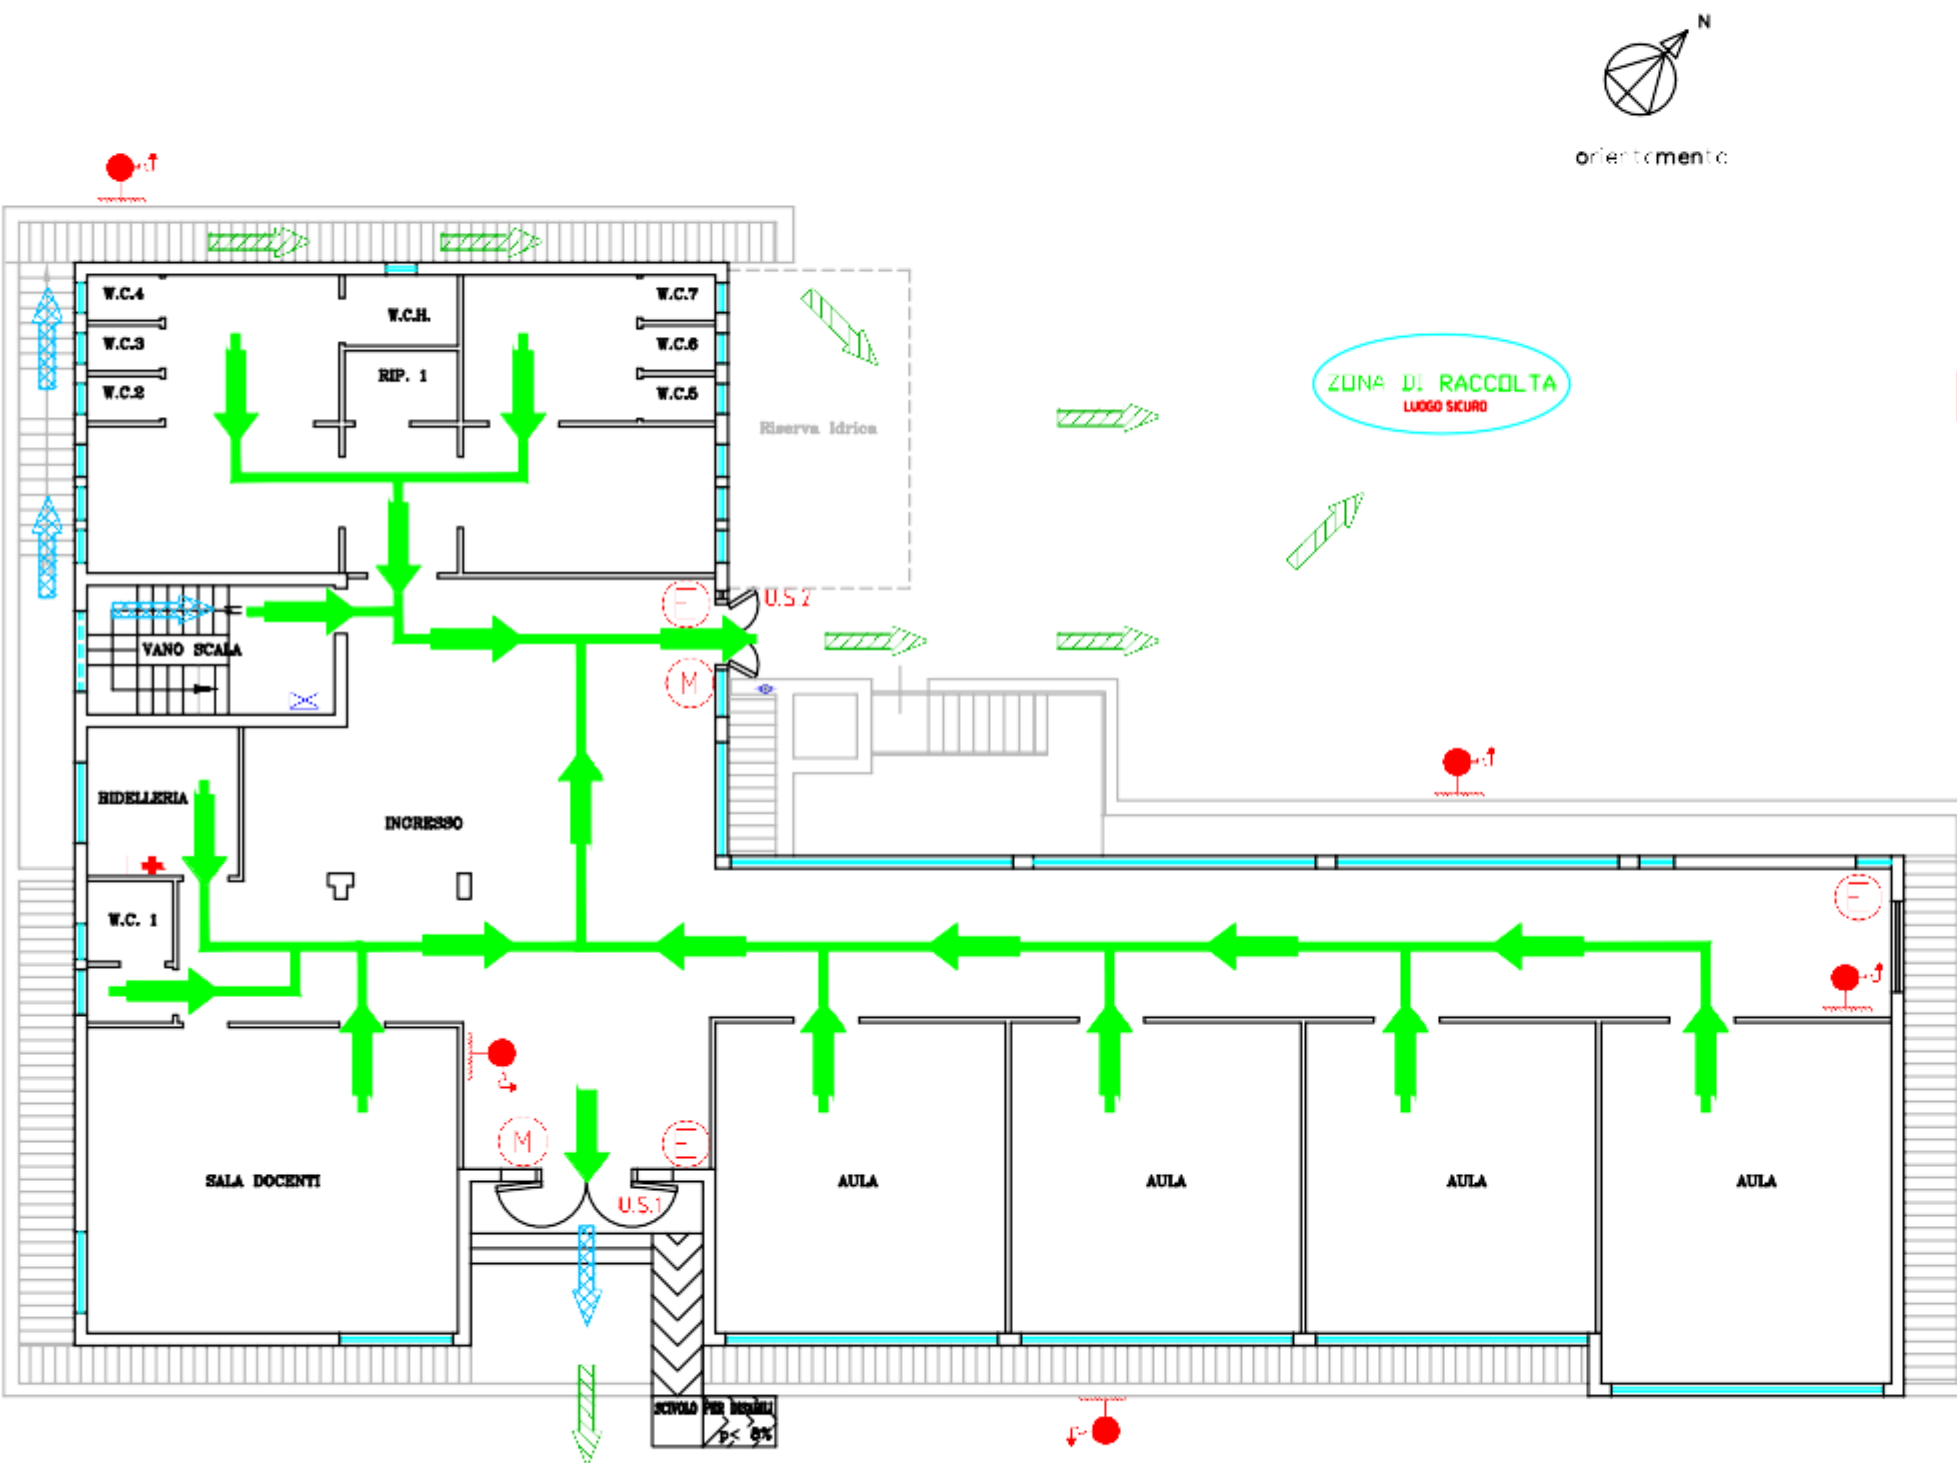 N
orientamento
W.C.4
W.C.7
W.C.H.
W.C.3
W.C.6
RIP. 1
W.C.2
W.C.5
ZONA DI RACCOLTA
LUOGO SICURO
Riserva Idrica
E
U.S.2
VANO SCALA
M
BIDELLERIA
INGRESSO
E
W.C. 1
M
E
SALA DOCENTI
AULA
AULA
AULA
AULA
U.S.1
SCIVOLO PER DISABILI
p< 8%